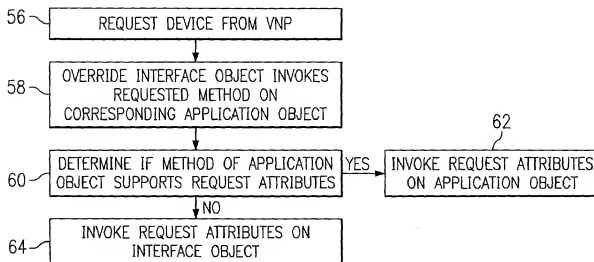 56
REQUEST DEVICE FROM VNP
58
OVERRIDE INTERFACE OBJECT INVOKES
REQUESTED METHOD ON
CORRESPONDING APPLICATION OBJECT
60
DETERMINE IF METHOD OF APPLICATION
OBJECT SUPPORTS REQUEST ATTRIBUTES
YES
62
INVOKE REQUEST ATTRIBUTES
ON APPLICATION OBJECT
NO
64
INVOKE REQUEST ATTRIBUTES ON
INTERFACE OBJECT